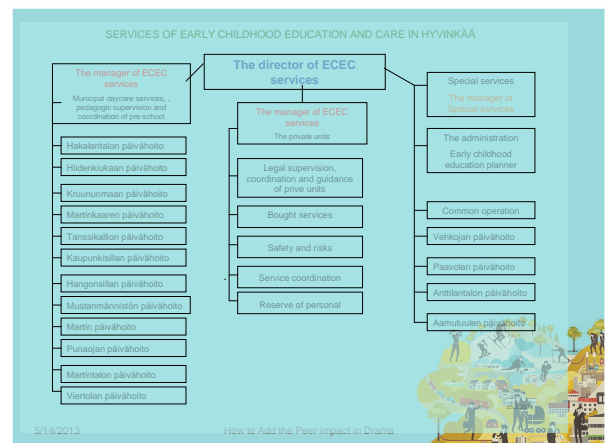 SERVICES OF EARLY CHILDHOOD EDUCATION AND CARE IN HYVINKÄÄ
The director of ECEC
services
The manager of ECEC
services
Municipal daycare services, ,
pedagogic supervision and
coordination of pre-school
Hakalantalon päivähoito
Hiidenkiukaan päivähoito
Kruununmaan päivähoito
Martinkaaren päivähoito
Tanssikallion päivähoito
Kaupunkisillan päivähoito
Hangonsillan päivähoito
Mustanmännistön päivähoito
Martin päivähoito
Punaojan päivähoito
Martintalon päivähoito
Viertolan päivähoito
The manager of ECEC
services
The private units
Legal supervision,
coordination and guidance
of prive units
Bought services
Safety and risks
Service coordination
Reserve of personal
Special services
The manager of
Special services
The administration
Early childhood
education planner
Common operation
Vehkojan päivähoito
Paavolan päivähoito
Anttilantalon päivähoito
Aamutuulen päivähoito
5/14/2013
How to Add the Peer Impact in Drama